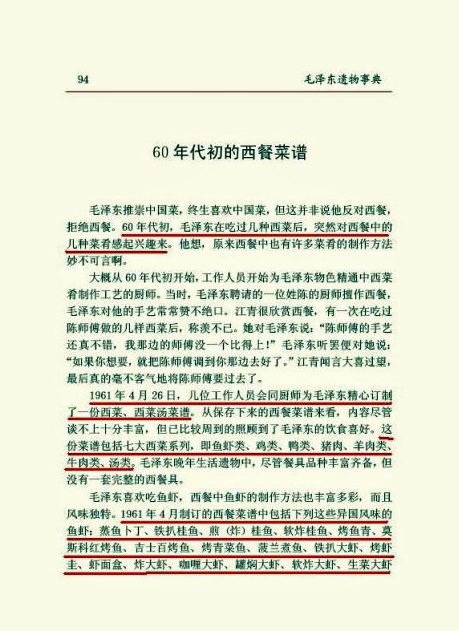 94
毛泽东遗物事典
60年代初的西餐菜谱
毛泽东推崇中国菜，终生喜欢中国菜，但这并非说他反对西餐，
拒绝西餐。60年代初，毛泽东在吃过几种西菜后，突然对西餐中的
几种菜肴感起兴趣来。他想，原来西餐中也有许多菜肴的制作方法
妙不可言啊。
大概从60年代初开始，工作人员开始为毛泽东物色精通中西菜
肴制作工艺的厨师。当时，毛泽东聘请的一位姓陈的厨师擅作西餐，
毛泽东对他的手艺常常赞不绝口。江青很欣赏西餐，有一次在吃过
陈师傅做的几样西菜后，称羡不已。她对毛泽东说：“陈师傅的手艺
还真不错，我那边的师傅没一个比得上！”毛泽东听罢便对她说：
“如果你想要，就把陈师傅调到你那边去好了。”江青闻言大喜过望，
最后真的毫不客气地将陈师傅要过去了。
1961年4月26日，几位工作人员会同厨师为毛泽东精心订制
了一份西菜、西菜汤菜谱。从保存下来的西餐菜谱来看，内容尽管
谈不上十分丰富，但已比较周到的照顾了毛泽东的饮食喜好。这
份菜谱包括七大西菜系列，即鱼虾类、鸡类、鸭类、猪肉、羊肉类、
牛肉类、汤类。毛泽东晚年生活遗物中，尽管餐具品种丰富齐备，但
没有一套完整的西餐具。
毛泽东喜欢吃鱼虾，西餐中鱼虾的制作方法也丰富多彩，而且
风味独特。1961年4月制订的西餐菜谱中包括下列这些异国风味的
鱼虾：蒸鱼卜丁、铁扒桂鱼、煎（炸）桂鱼、软炸桂鱼、烤鱼青、莫
斯科红烤鱼、吉士百烤鱼、烤青菜鱼、菠兰煮鱼、铁扒大虾、烤虾
圭、虾面盒、炸大虾、咖喱大虾、罐焖大虾、软炸大虾、生菜大虾